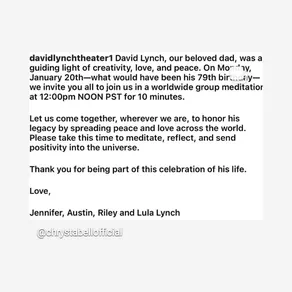 davidlynchtheater1 David Lynch, our beloved dad, was a
guiding light of creativity, love, and peace. On Monday,
January 20th—what would have been his 79th birthday—
we invite you all to join us in a worldwide group meditation
at 12:00pm NOON PST for 10 minutes.
Let us come together, wherever we are, to honor his
legacy by spreading peace and love across the world.
Please take this time to meditate, reflect, and send
positivity into the universe.
Thank you for being part of this celebration of his life.
Love,
Jennifer, Austin, Riley and Lula Lynch
@chrystabellofficial